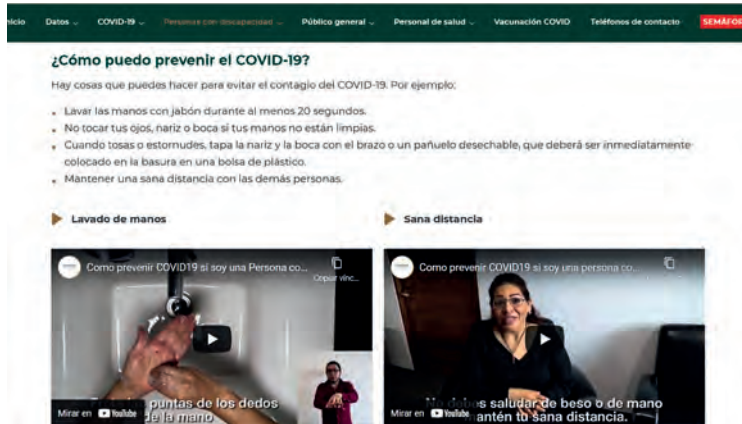 nicio Datos COVID-19 Personas con discapacidad Público general Personal de salud Vacunación COVID Teléfonos de contacto SEMÁFOR
¿Cómo puedo prevenir el COVID-19?
Hay cosas que puedes hacer para evitar el contagio del COVID-19. Por ejemplo:
Lavar las manos con jabón durante al menos 20 segundos.
No tocar tus ojos, nariz o boca si tus manos no están limpias.
Cuando tosas o estornudes, tapa la nariz y la boca con el brazo o un pañuelo desechable, que deberá ser inmediatamente
colocado en la basura en una bolsa de plástico.
Mantener una sana distancia con las demás personas.
Lavado de manos
Sana distancia
Como prevenir COVID19 si soy una Persona co...
Copiar vínc...
Como prevenir COVID19 si soy una persona co...
puntas de los dedos
de la mano
Mirar en YouTube
No debes saludar de beso o de mano
mantén tu sana distancia.
Mirar en YouTube